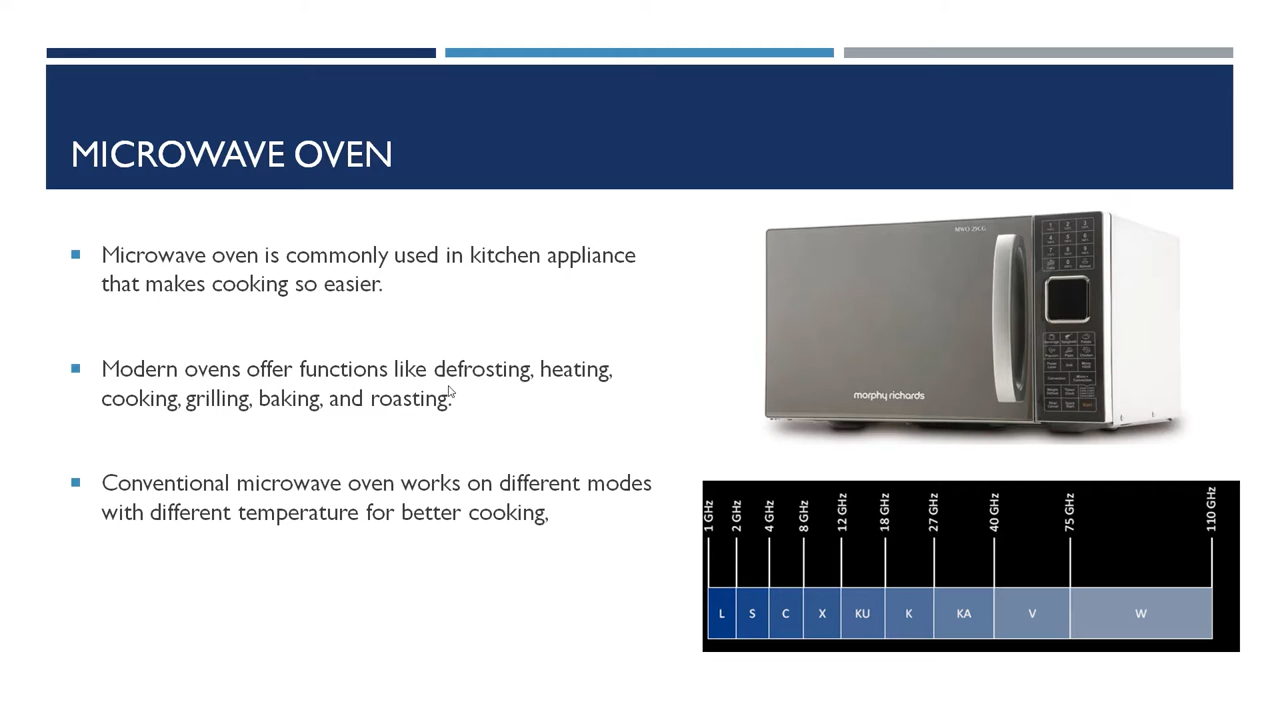 MICROWAVE OVEN
Microwave oven is commonly used in kitchen appliance
that makes cooking so easier.
Modern ovens offer functions like defrosting, heating,
cooking, grilling, baking, and roasting.
Conventional microwave oven works on different modes
with different temperature for better cooking,
MWO 25CG
morphy richards
1 GHz
2 GHz
4 GHz
8 GHz
12 GHz
18 GHz
27 GHz
40 GHz
75 GHz
110 GHz
L S C X KU K KA V W